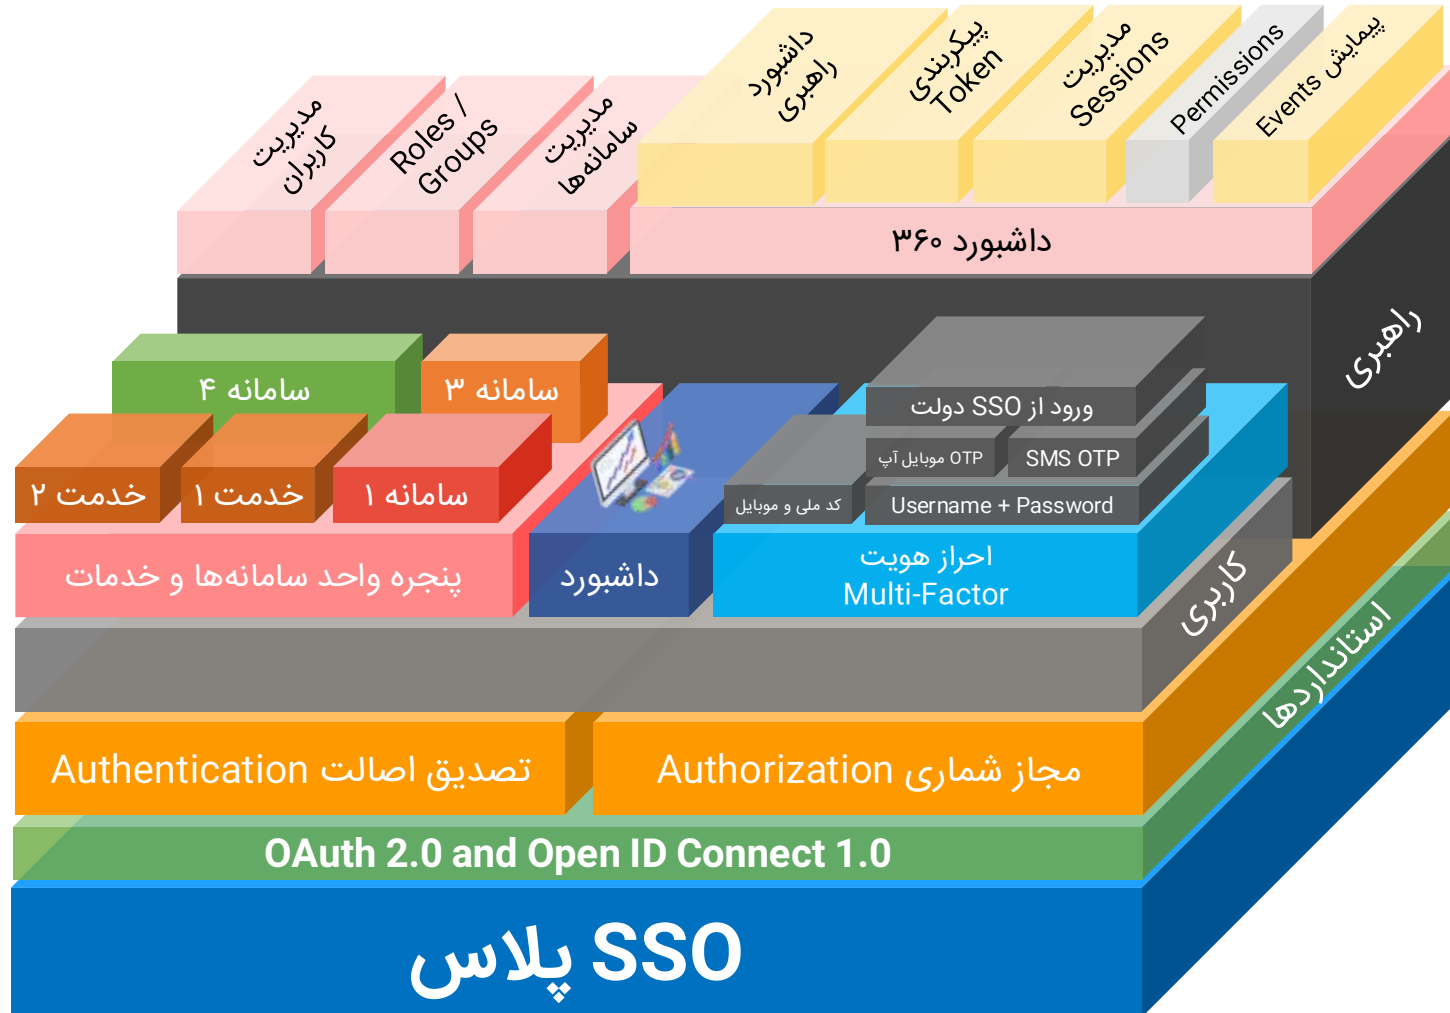 مدیریت
کاربران
Roles /
Groups
مدیریت
سامانه‌ها
داشبورد
راهبری
پیکربندی
Token
مدیریت
Sessions
Permissions
پیمایش Events
داشبورد ۳۶۰
راهبری
سامانه ۴
سامانه ۳
خدمت ۲
خدمت ۱
سامانه ۱
ورود از SSO دولت
OTP موبایل آپ
SMS OTP
کد ملی و موبایل
Username + Password
پنجره واحد سامانه‌ها و خدمات
داشبورد
احراز هویت
Multi-Factor
کاربری
تصدیق اصالت Authentication
مجاز شماری Authorization
استانداردها
OAuth 2.0 and Open ID Connect 1.0
SSO پلاس